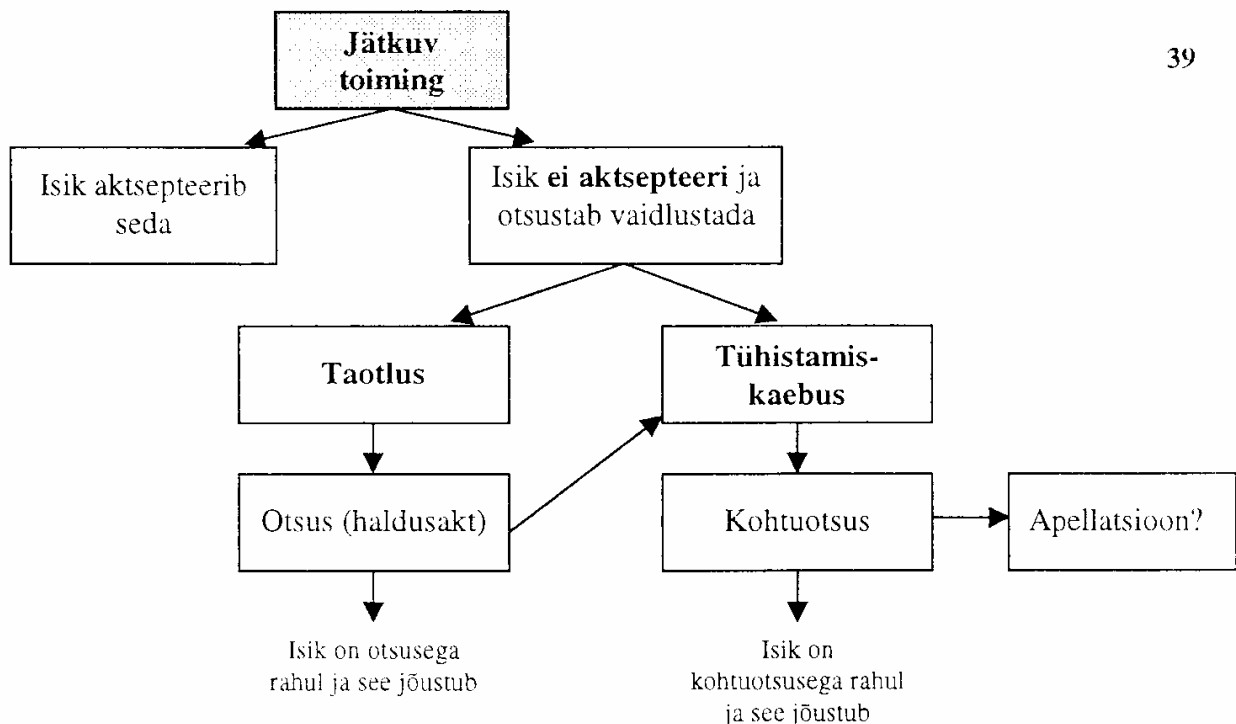 Jätkuv
toiming
39
Isik aktsepteerib
seda
Isik ei aktsepteeri ja
otsustab vaidlustada
Taotlus
Tühistamis-
kaebus
Otsus (haldusakt)
Kohtuotsus
Apellatsioon?
Isik on otsusega
rahul ja see jõustub
Isik on
kohtuotsusega rahul
ja see jõustub